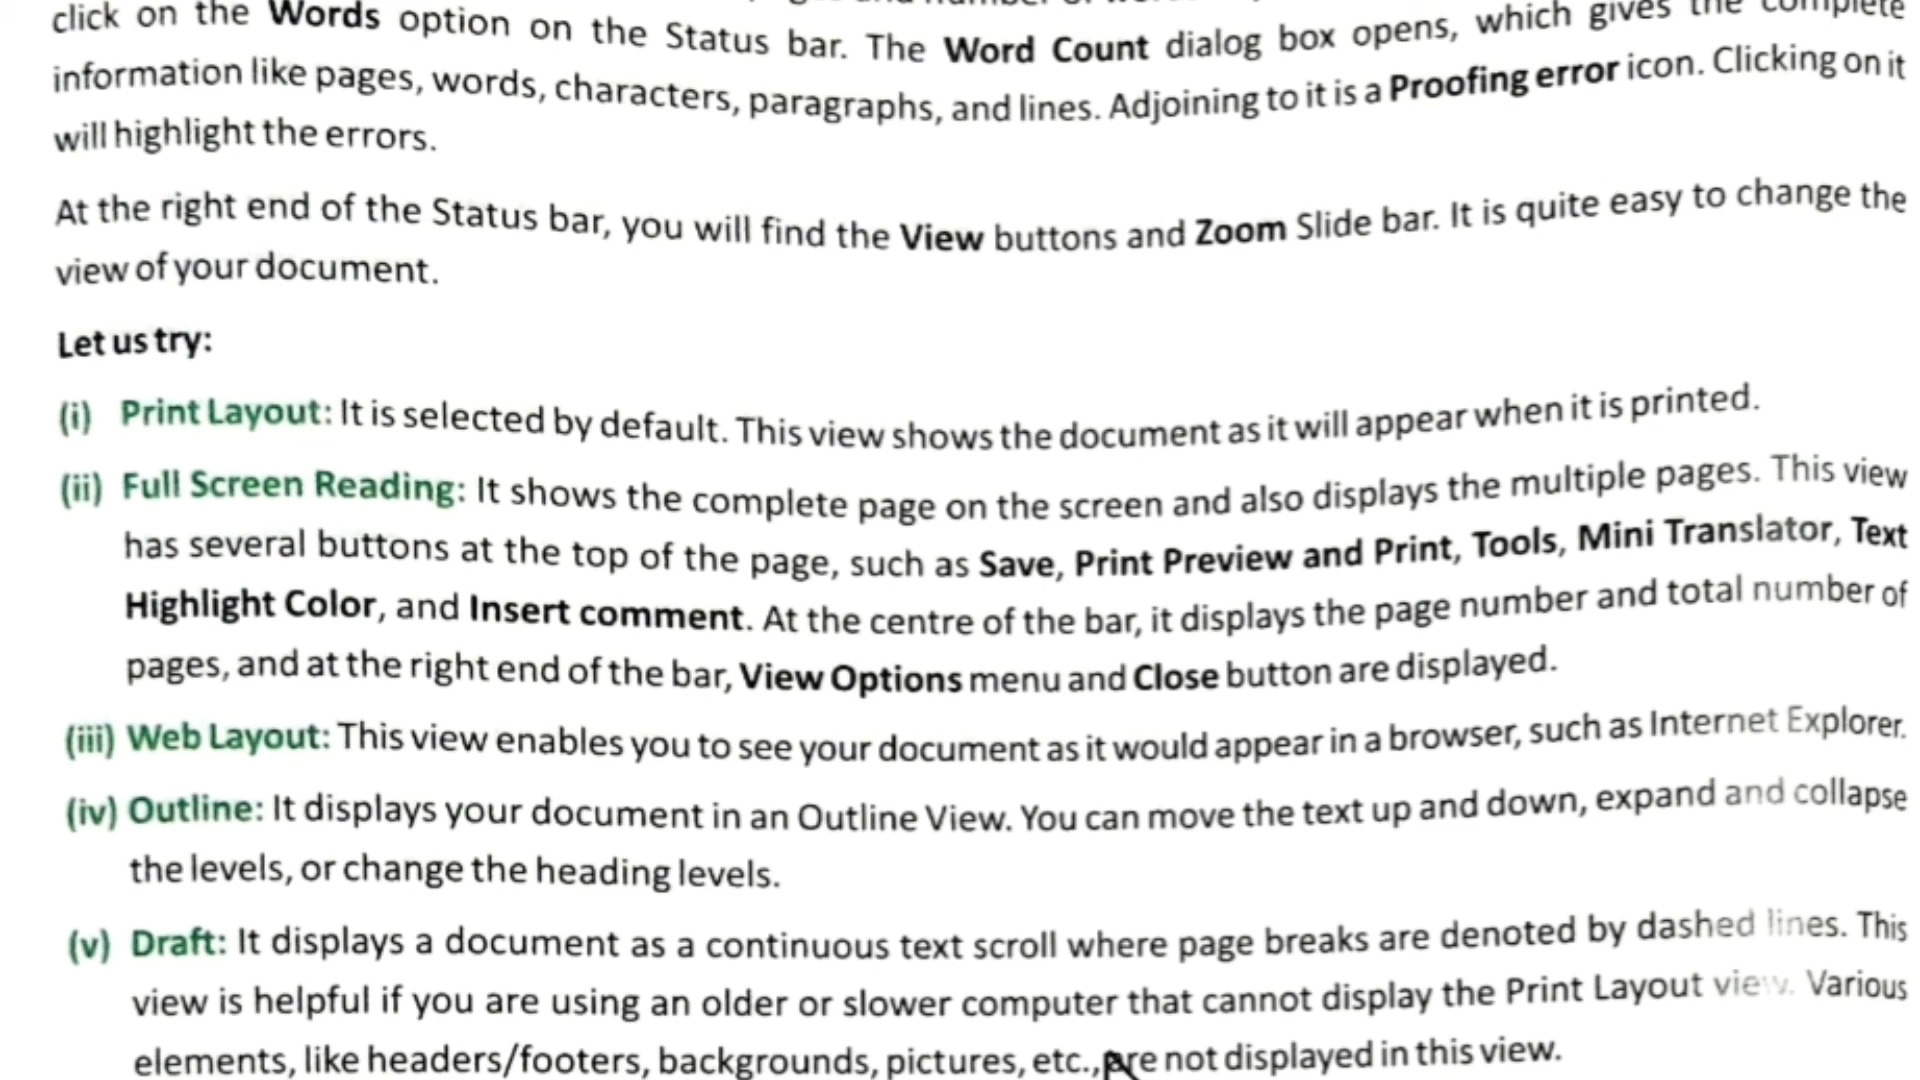 click on the Words option on the Status bar. The Word Count dialog box opens, which gives the complete
information like pages, words, characters, paragraphs, and lines. Adjoining to it is a Proofing error icon. Clicking on it
will highlight the errors.
At the right end of the Status bar, you will find the View buttons and Zoom Slide bar. It is quite easy to change the
view of your document.
Let us try:
(i) Print Layout: It is selected by default. This view shows the document as it will appear when it is printed.
(ii) Full Screen Reading: It shows the complete page on the screen and also displays the multiple pages. This view
has several buttons at the top of the page, such as Save, Print Preview and Print, Tools, Mini Translator, Text
Highlight Color, and Insert comment. At the centre of the bar, it displays the page number and total number of
pages, and at the right end of the bar, View Options menu and Close button are displayed.
(iii) Web Layout: This view enables you to see your document as it would appear in a browser, such as Internet Explorer.
(iv) Outline: It displays your document in an Outline View. You can move the text up and down, expand and collapse
the levels, or change the heading levels.
(v) Draft: It displays a document as a continuous text scroll where page breaks are denoted by dashed lines. This
view is helpful if you are using an older or slower computer that cannot display the Print Layout view. Various
elements, like headers/footers, backgrounds, pictures, etc., are not displayed in this view.